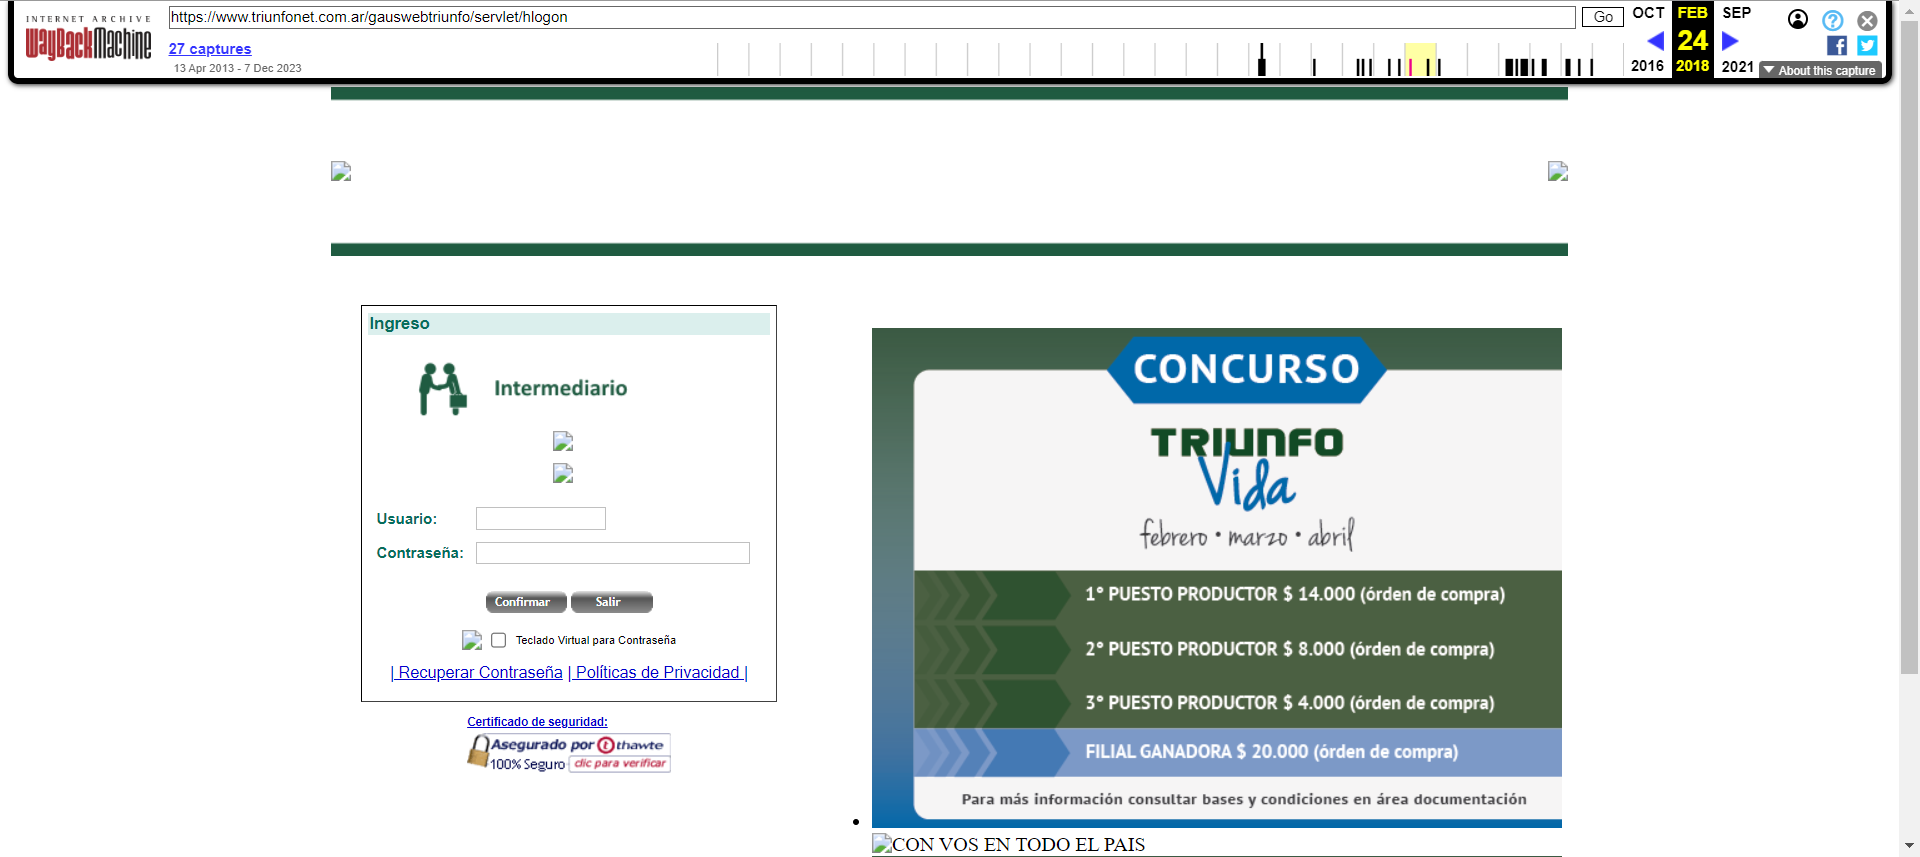 INTERNET ARCHIVE
WayBackMachine
https://www.triunfonet.com.ar/gauswebtriunfo/servlet/hlogon
Go
27 captures
13 Apr 2013 - 7 Dec 2023
OCT FEB SEP
24
2016 2018 2021
About this capture
Ingreso
Intermediario
Usuario:
Contraseña:
Confirmar Salir
Teclado Virtual para Contraseña
| Recuperar Contraseña | Políticas de Privacidad |
Certificado de seguridad:
Asegurado por thawte
100% Seguro clic para verificar
CONCURSO
TRIUNFO
Vida
febrero • marzo • abril
1° PUESTO PRODUCTOR $ 14.000 (órden de compra)
2° PUESTO PRODUCTOR $ 8.000 (órden de compra)
3° PUESTO PRODUCTOR $ 4.000 (órden de compra)
FILIAL GANADORA $ 20.000 (órden de compra)
Para más información consultar bases y condiciones en área documentación
CON VOS EN TODO EL PAIS